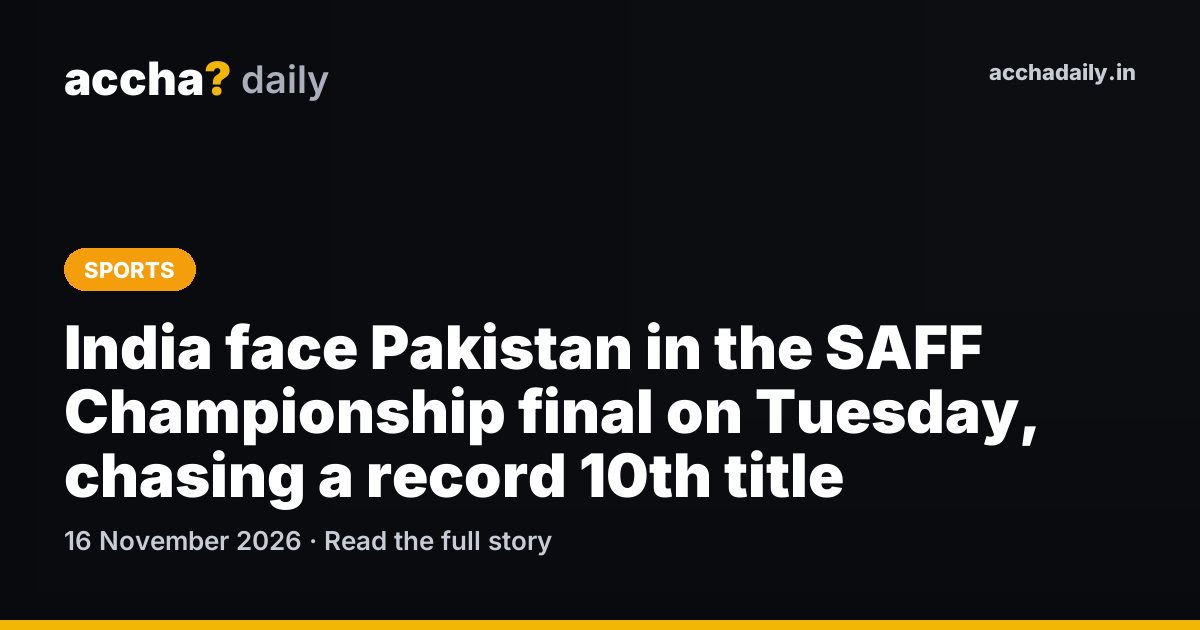 accha? daily
acchadaily.in
SPORTS
India face Pakistan in the SAFF
Championship final on Tuesday,
chasing a record 10th title
16 November 2026 · Read the full story